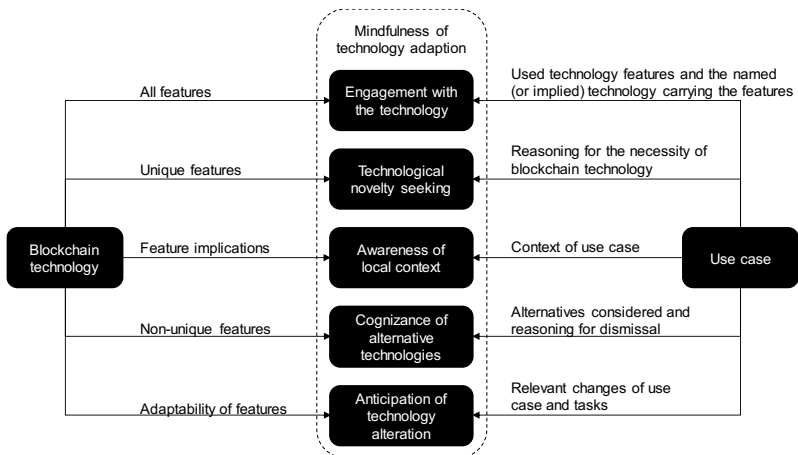 Mindfulness of
technology adaption
All features
Engagement with
the technology
Used technology features and the named
(or implied) technology carrying the features
Unique features
Technological
novelty seeking
Reasoning for the necessity of
blockchain technology
Blockchain
technology
Feature implications
Awareness of
local context
Context of use case
Use case
Non-unique features
Cognizance of
alternative
technologies
Alternatives considered and
reasoning for dismissal
Adaptability of features
Anticipation of
technology
alteration
Relevant changes of use
case and tasks